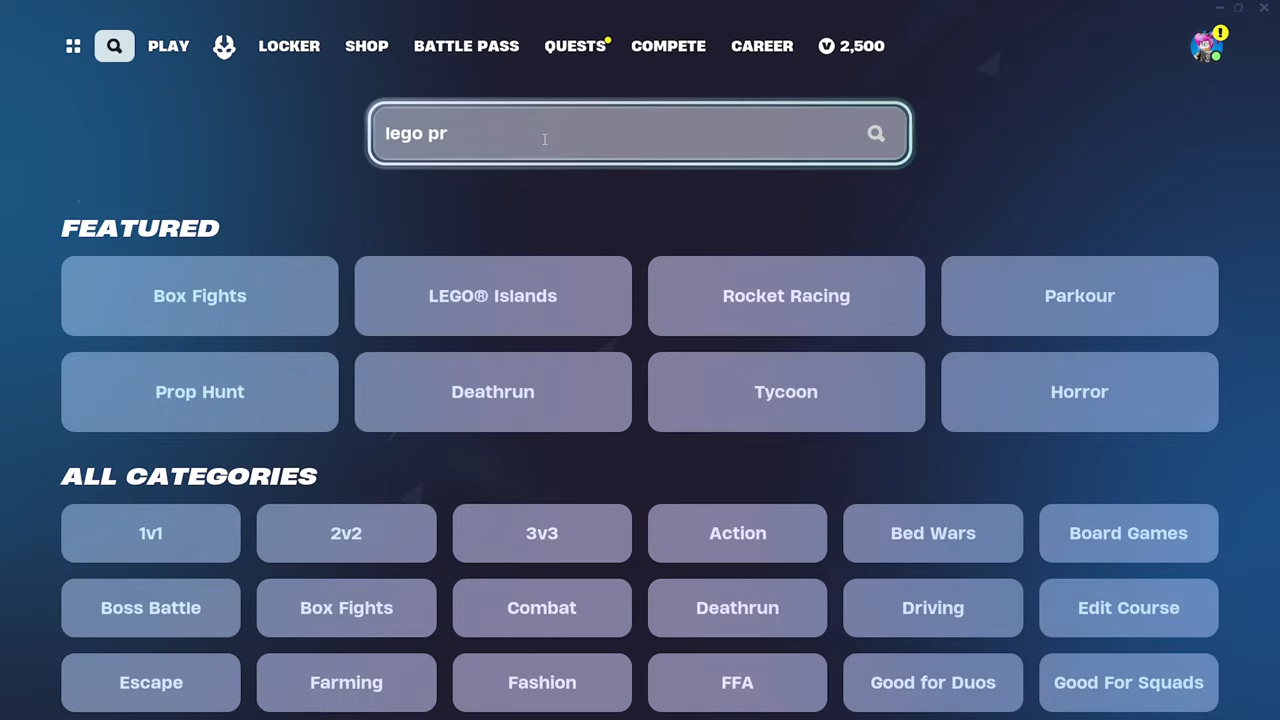 PLAY LOCKER SHOP BATTLE PASS QUESTS COMPETE CAREER V 2,500 !
lego pr
FEATURED
Box Fights LEGO® Islands Rocket Racing Parkour
Prop Hunt Deathrun Tycoon Horror
ALL CATEGORIES
1v1 2v2 3v3 Action Bed Wars Board Games
Boss Battle Box Fights Combat Deathrun Driving Edit Course
Escape Farming Fashion FFA Good for Duos Good For Squads